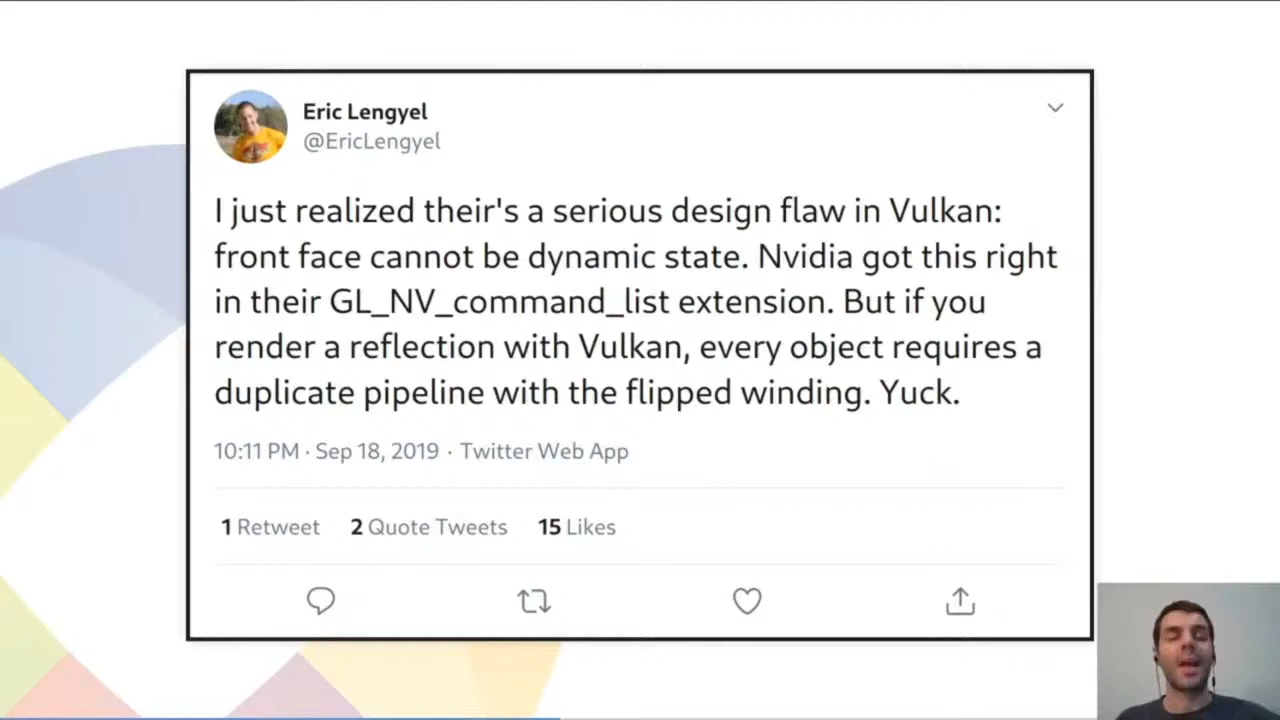 Eric Lengyel
@EricLengyel
I just realized their's a serious design flaw in Vulkan:
front face cannot be dynamic state. Nvidia got this right
in their GL_NV_command_list extension. But if you
render a reflection with Vulkan, every object requires a
duplicate pipeline with the flipped winding. Yuck.
10:11 PM · Sep 18, 2019 · Twitter Web App
1 Retweet 2 Quote Tweets 15 Likes